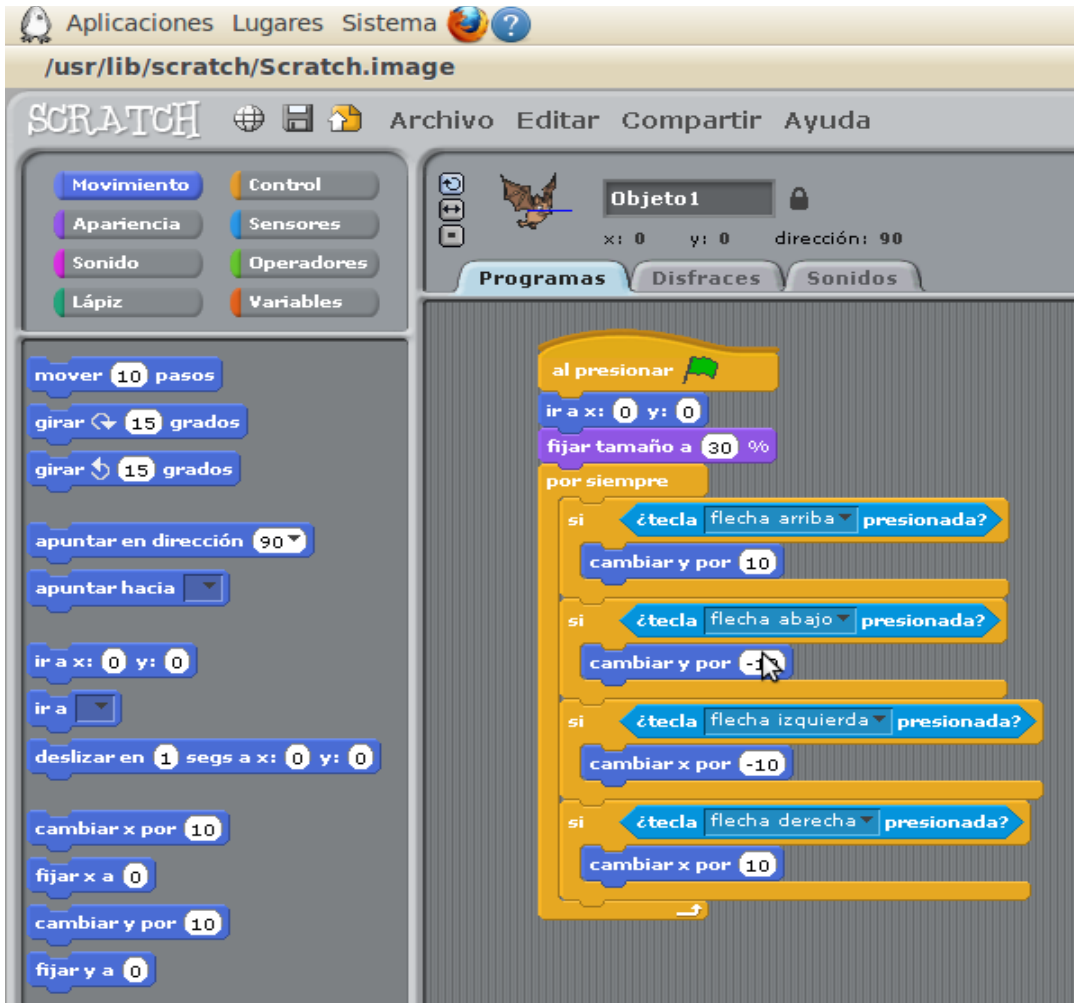 Aplicaciones Lugares Sistema ?
/usr/lib/scratch/Scratch.image
SCRATCH Archivo Editar Compartir Ayuda
Movimiento Control
Apariencia Sensores
Sonido Operadores
Lápiz Variables
mover 10 pasos
girar 15 grados
girar 15 grados
apuntar en dirección 90
apuntar hacia
ir a x: 0 y: 0
ir a
deslizar en 1 segs a x: 0 y: 0
cambiar x por 10
fijar x a 0
cambiar y por 10
fijar y a 0
Objeto1
x: 0 y: 0 dirección: 90
Programas Disfraces Sonidos
al presionar
ir a x: 0 y: 0
fijar tamaño a 30 %
por siempre
si ¿tecla flecha arriba presionada?
cambiar y por 10
si ¿tecla flecha abajo presionada?
cambiar y por
si ¿tecla flecha izquierda presionada?
cambiar x por -10
si ¿tecla flecha derecha presionada?
cambiar x por 10